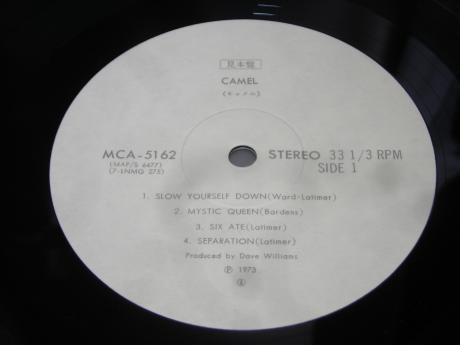 見本盤
CAMEL
(キャメル)
MCA-5162
(MAP/S 6477)
(7-LNMG 275)
STEREO 33 1/3 RPM
SIDE 1
1. SLOW YOURSELF DOWN(Ward-Latimer)
2. MYSTIC QUEEN(Bardens)
3. SIX ATE(Latimer)
4. SEPARATION(Latimer)
Produced by Dave Williams
Ⓟ 1973